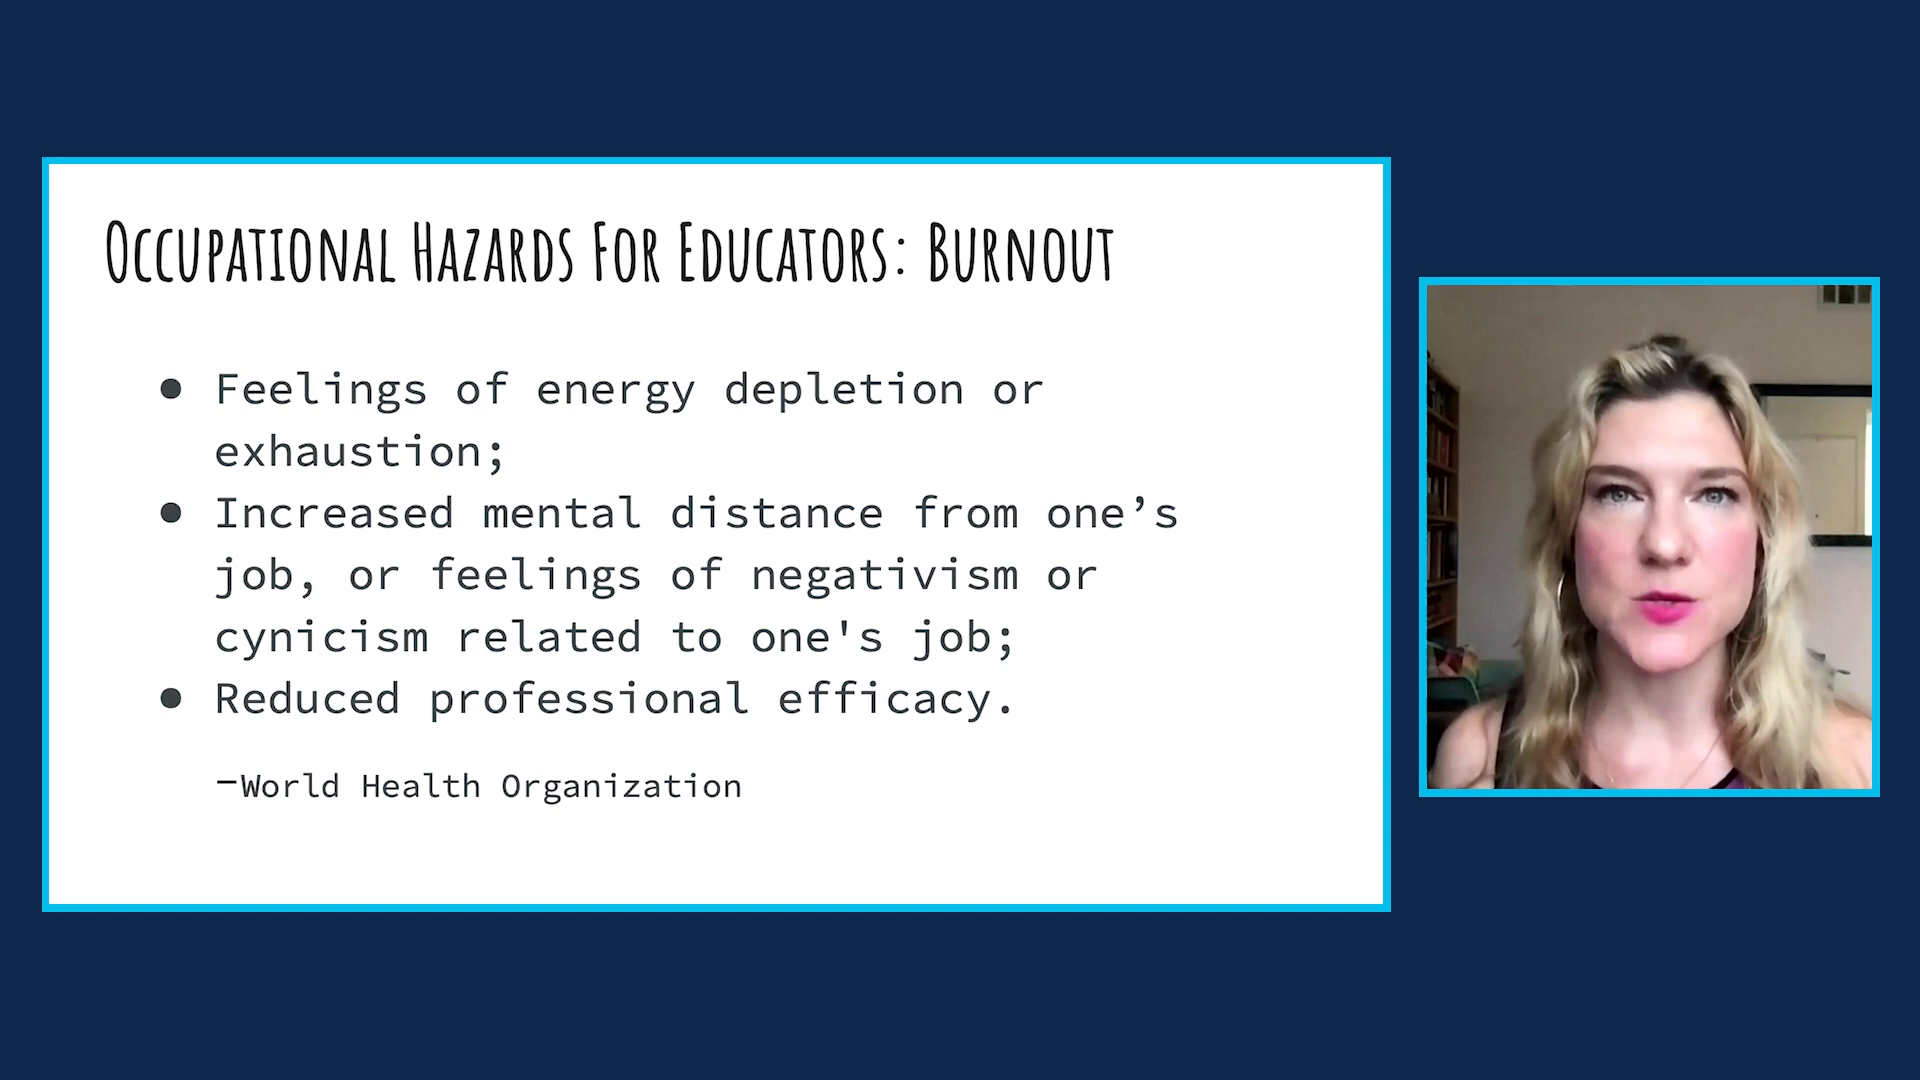 Occupational Hazards For Educators: Burnout
● Feelings of energy depletion or
exhaustion;
● Increased mental distance from one’s
job, or feelings of negativism or
cynicism related to one's job;
● Reduced professional efficacy.
–World Health Organization